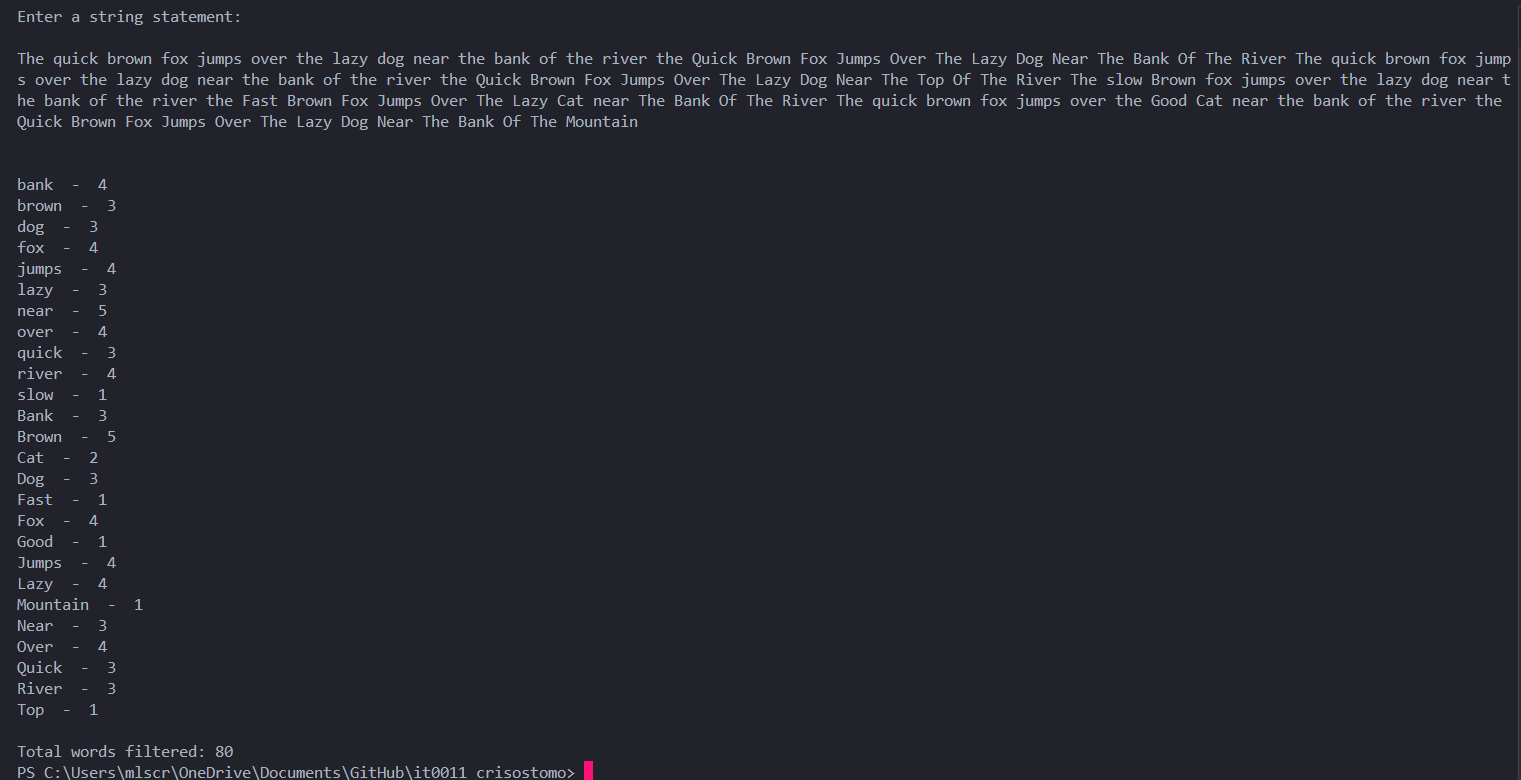 Enter a string statement:
The quick brown fox jumps over the lazy dog near the bank of the river the Quick Brown Fox Jumps Over The Lazy Dog Near The Bank Of The River The quick brown fox jump
s over the lazy dog near the bank of the river the Quick Brown Fox Jumps Over The Lazy Dog Near The Top Of The River The slow Brown fox jumps over the lazy dog near t
he bank of the river the Fast Brown Fox Jumps Over The Lazy Cat near The Bank Of The River The quick brown fox jumps over the Good Cat near the bank of the river the
Quick Brown Fox Jumps Over The Lazy Dog Near The Bank Of The Mountain
bank  -  4
brown  -  3
dog  -  3
fox  -  4
jumps  -  4
lazy  -  3
near  -  5
over  -  4
quick  -  3
river  -  4
slow  -  1
Bank  -  3
Brown  -  5
Cat  -  2
Dog  -  3
Fast  -  1
Fox  -  4
Good  -  1
Jumps  -  4
Lazy  -  4
Mountain  -  1
Near  -  3
Over  -  4
Quick  -  3
River  -  3
Top  -  1
Total words filtered: 80
PS C:\Users\mlscr\OneDrive\Documents\GitHub\it0011 crisostomo>